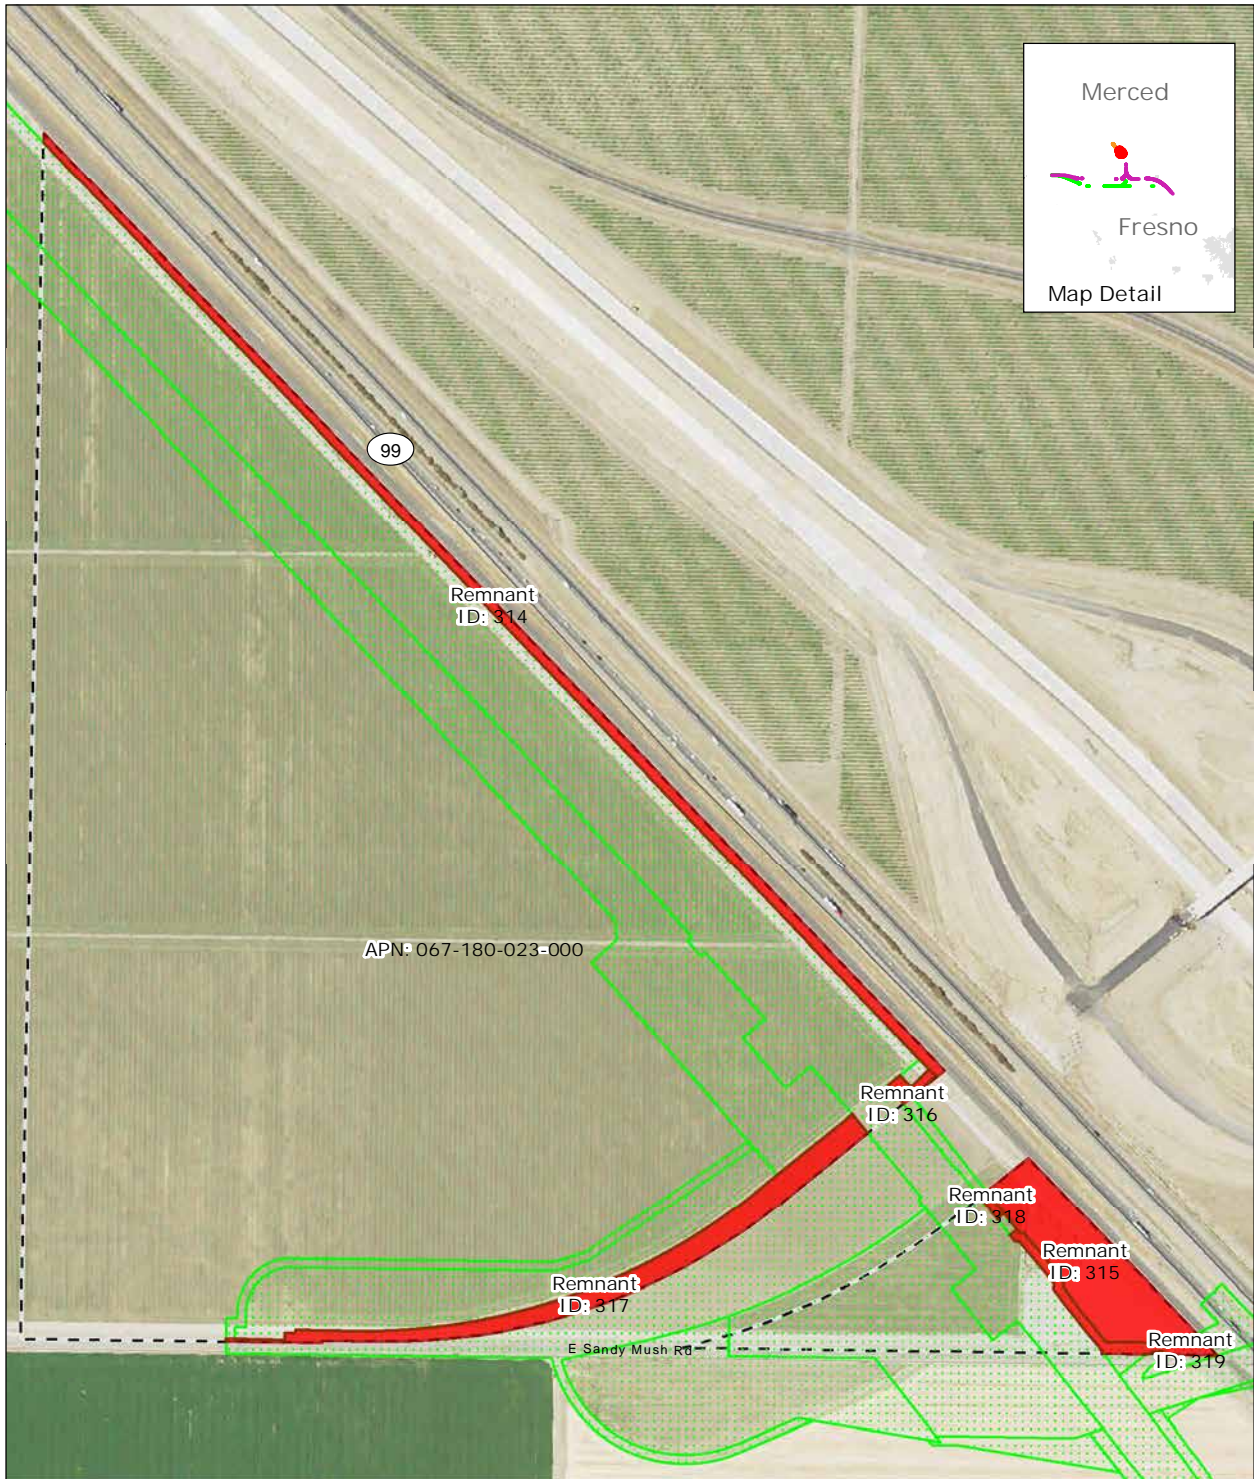 Merced
Fresno
Map Detail
99
Remnant
ID: 314
APN: 067-180-023-000
Remnant
ID: 316
Remnant
ID: 318
Remnant
ID: 315
Remnant
ID: 317
Remnant
ID: 319
E Sandy Mush Rd